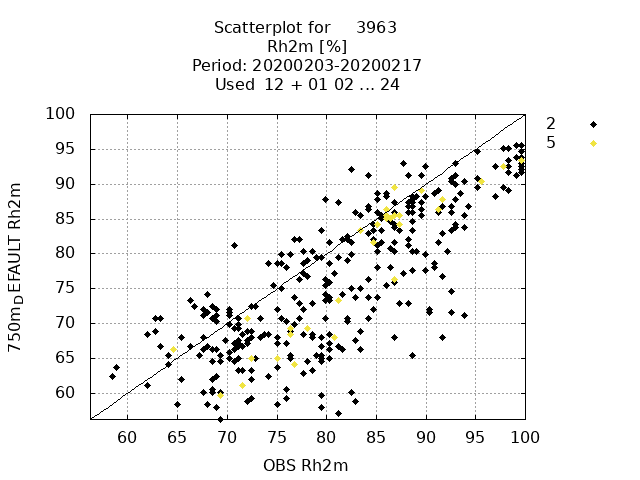 Scatterplot for 3963
Rh2m [%]
Period: 20200203-20200217
Used 12 + 01 02 ... 24
100
95
90
85
80
75
70
65
60
750m_DEFAULT Rh2m
60 65 70 75 80 85 90 95 100
OBS Rh2m
2
5